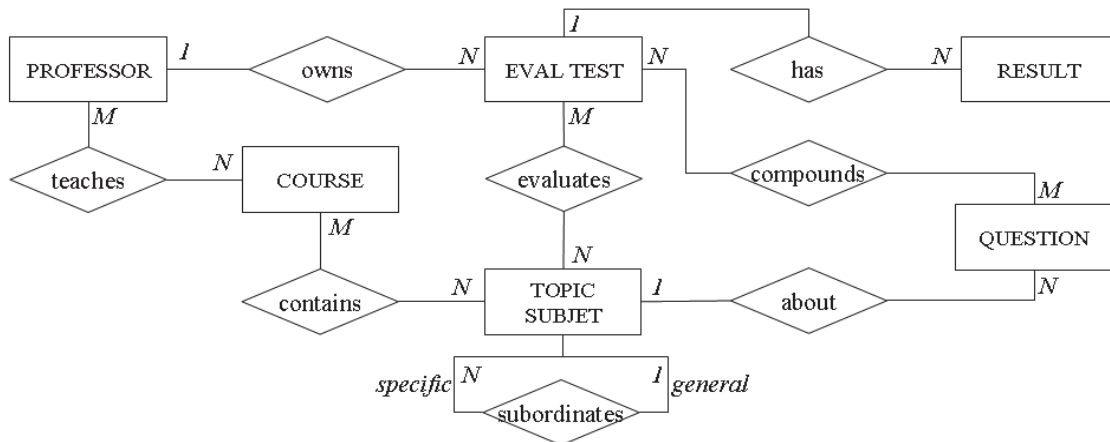 1
PROFESSOR
1
owns
N
EVAL TEST
N
has
N
RESULT
M
M
teaches
N
COURSE
evaluates
compounds
M
M
QUESTION
N
contains
N
TOPIC
SUBJET
1
about
N
specific
N
1
general
subordinates